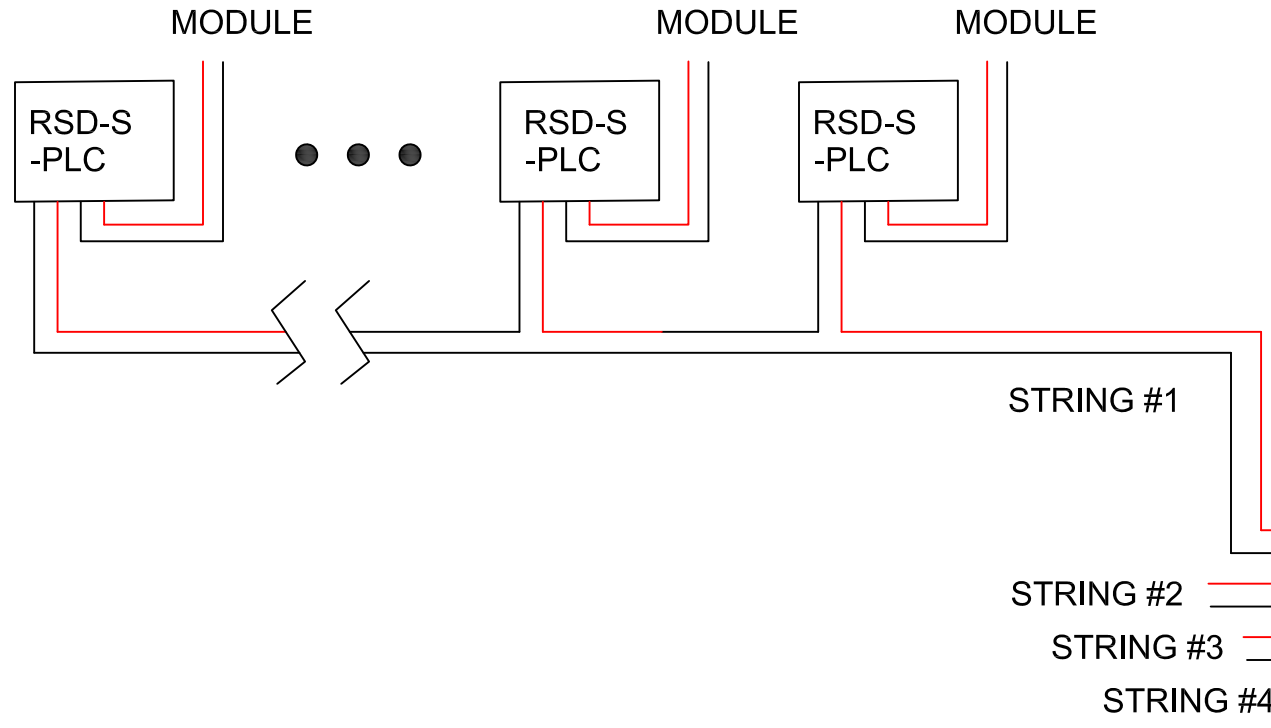 MODULE
MODULE
MODULE
RSD-S
-PLC
RSD-S
-PLC
RSD-S
-PLC
STRING #1
STRING #2
STRING #3
STRING #4